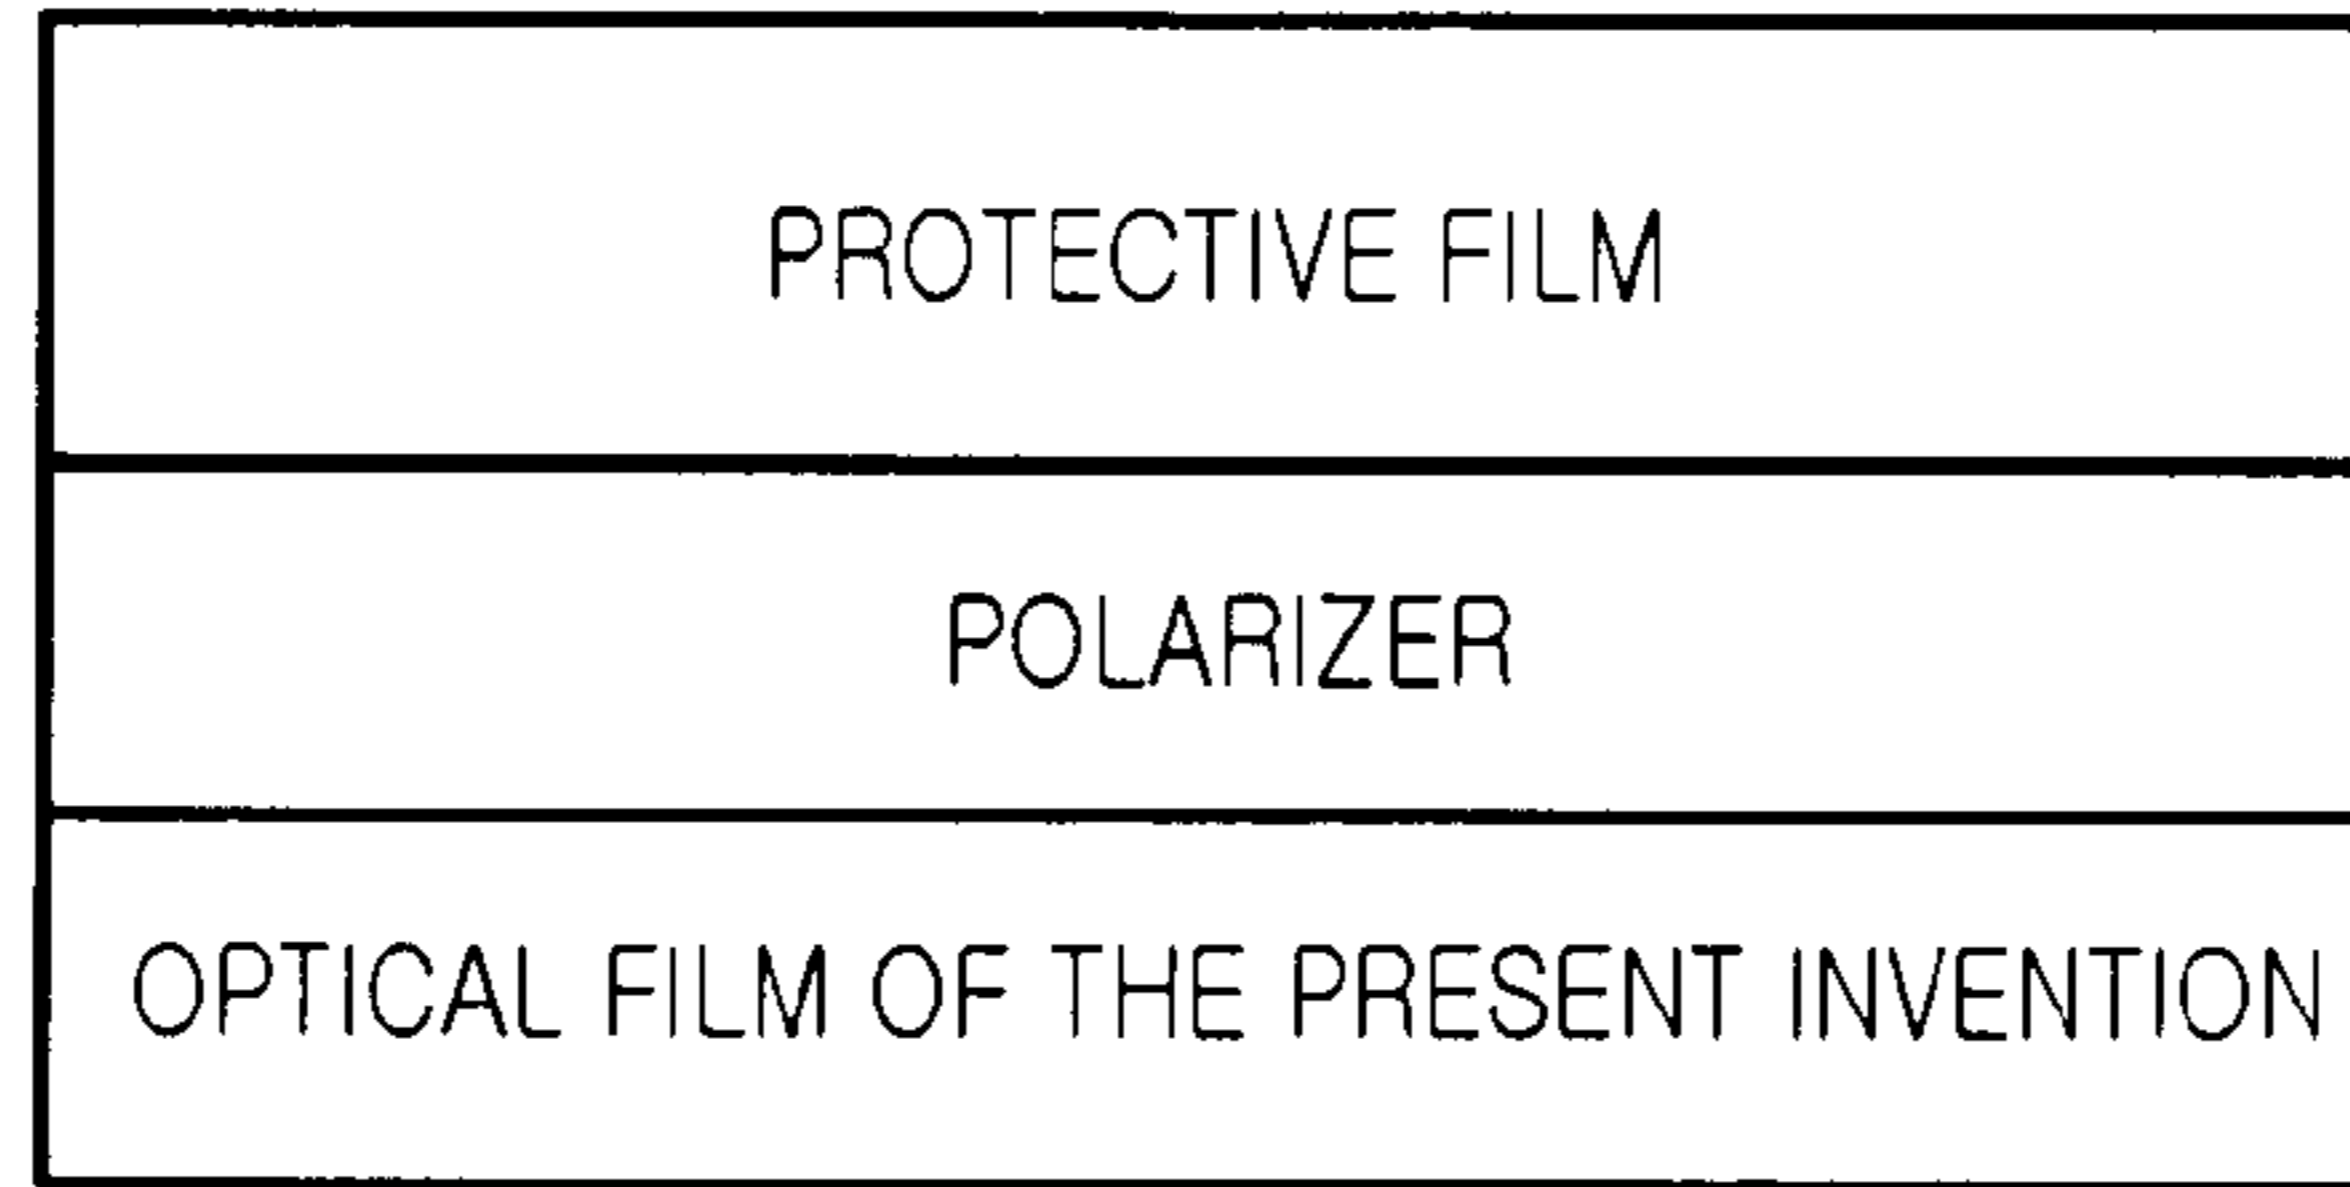 PROTECTIVE FILM
POLARIZER
OPTICAL FILM OF THE PRESENT INVENTION